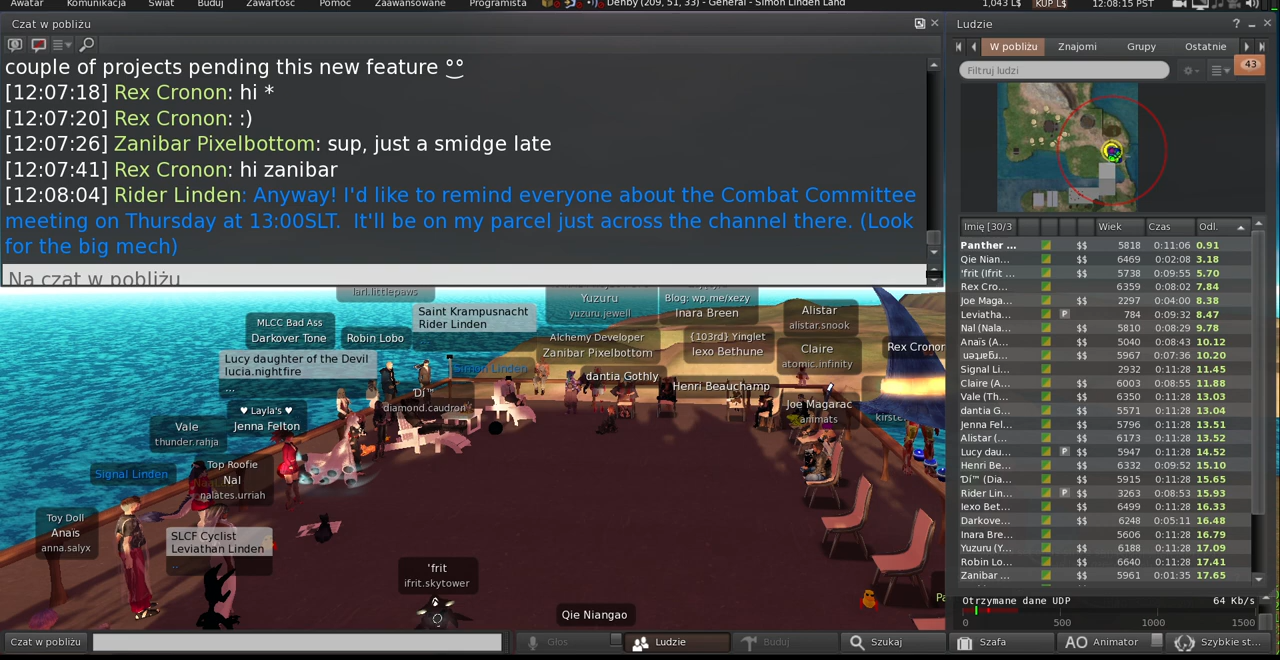 Awatar Komunikacja Świat Buduj Zawartość Pomoc Zaawansowane Programista Denby (209, 51, 33) - General - Simon Linden Land 1,043 L$ KUP L$ 12:08:15 PST
Czat w pobliżu
couple of projects pending this new feature
[12:07:18] Rex Cronon: hi *
[12:07:20] Rex Cronon: :)
[12:07:26] Zanibar Pixelbottom: sup, just a smidge late
[12:07:41] Rex Cronon: hi zanibar
[12:08:04] Rider Linden: Anyway! I'd like to remind everyone about the Combat Committee
meeting on Thursday at 13:00SLT.  It'll be on my parcel just across the channel there. (Look
for the big mech)
Na czat w pobliżu
larl.littlepaws
Saint Krampusnacht
Rider Linden
Yuzuru
yuzuru.jewell
Blog: wp.me/xezy
Inara Breen
Alistar
alistar.snook
MLCC Bad Ass
Darkover Tone
Robin Lobo
Alchemy Developer
Zanibar Pixelbottom
{103rd} Yinglet
Iexo Bethune
Claire
atomic.infinity
Rex Cronon
Lucy daughter of the Devil
lucia.nightfire
...
Simon Linden
dantia Gothly
Henri Beauchamp
diamond.caudron
Joe Magarac
animats
kirste
♥ Layla's ♥
Jenna Felton
Vale
thunder.rahja
Signal Linden
Top Roofie
Nal
nalates.urriah
Toy Doll
Anaïs
anna.salyx
SLCF Cyclist
Leviathan Linden
..
'frit
ifrit.skytower
Qie Niangao
Pa
Czat w pobliżu Głos Ludzie Buduj Szukaj
Ludzie
W pobliżu Znajomi Grupy Ostatnie
Filtruj ludzi
43
Imię [30/3 Wiek Czas Odl.
Panther ... $$ 5818 0:11:06 0.91
Qie Nian... $$ 6469 0:02:08 3.18
'frit (Ifrit ... $$ 5738 0:09:55 5.70
Rex Cro... 6359 0:08:02 7.84
Joe Maga... $$ 2297 0:04:00 8.38
Leviatha... P 784 0:09:32 8.47
Nal (Nala... $$ 5810 0:08:29 9.78
Anaïs (A... $$ 5040 0:08:43 10.12
$$ 5967 0:07:36 10.20
Signal Li... 2932 0:11:28 11.45
Claire (A... $$ 6003 0:08:55 11.88
Vale (Th... $$ 6350 0:11:28 13.03
dantia G... $$ 5571 0:11:28 13.04
Jenna Fel... $$ 5796 0:11:28 13.51
Alistar (... $$ 6173 0:11:28 13.52
Lucy dau... P $$ 5947 0:11:28 14.52
Henri Be... $$ 6332 0:09:52 15.10
Ɗí™ (Dia... $$ 5915 0:11:28 15.65
Rider Lin... P $$ 3263 0:08:53 15.93
Iexo Bet... $$ 6499 0:11:28 16.33
Darkove... $$ 6248 0:05:11 16.48
Inara Bre... 5606 0:11:28 16.79
Yuzuru (Y... $$ 6188 0:11:28 17.09
Robin Lo... $$ 6640 0:11:28 17.41
Zanibar ... $$ 5961 0:01:35 17.65
Otrzymane dane UDP 64 Kb/s
0 500 1000 1500
Szafa AO Animator Szybkie st...